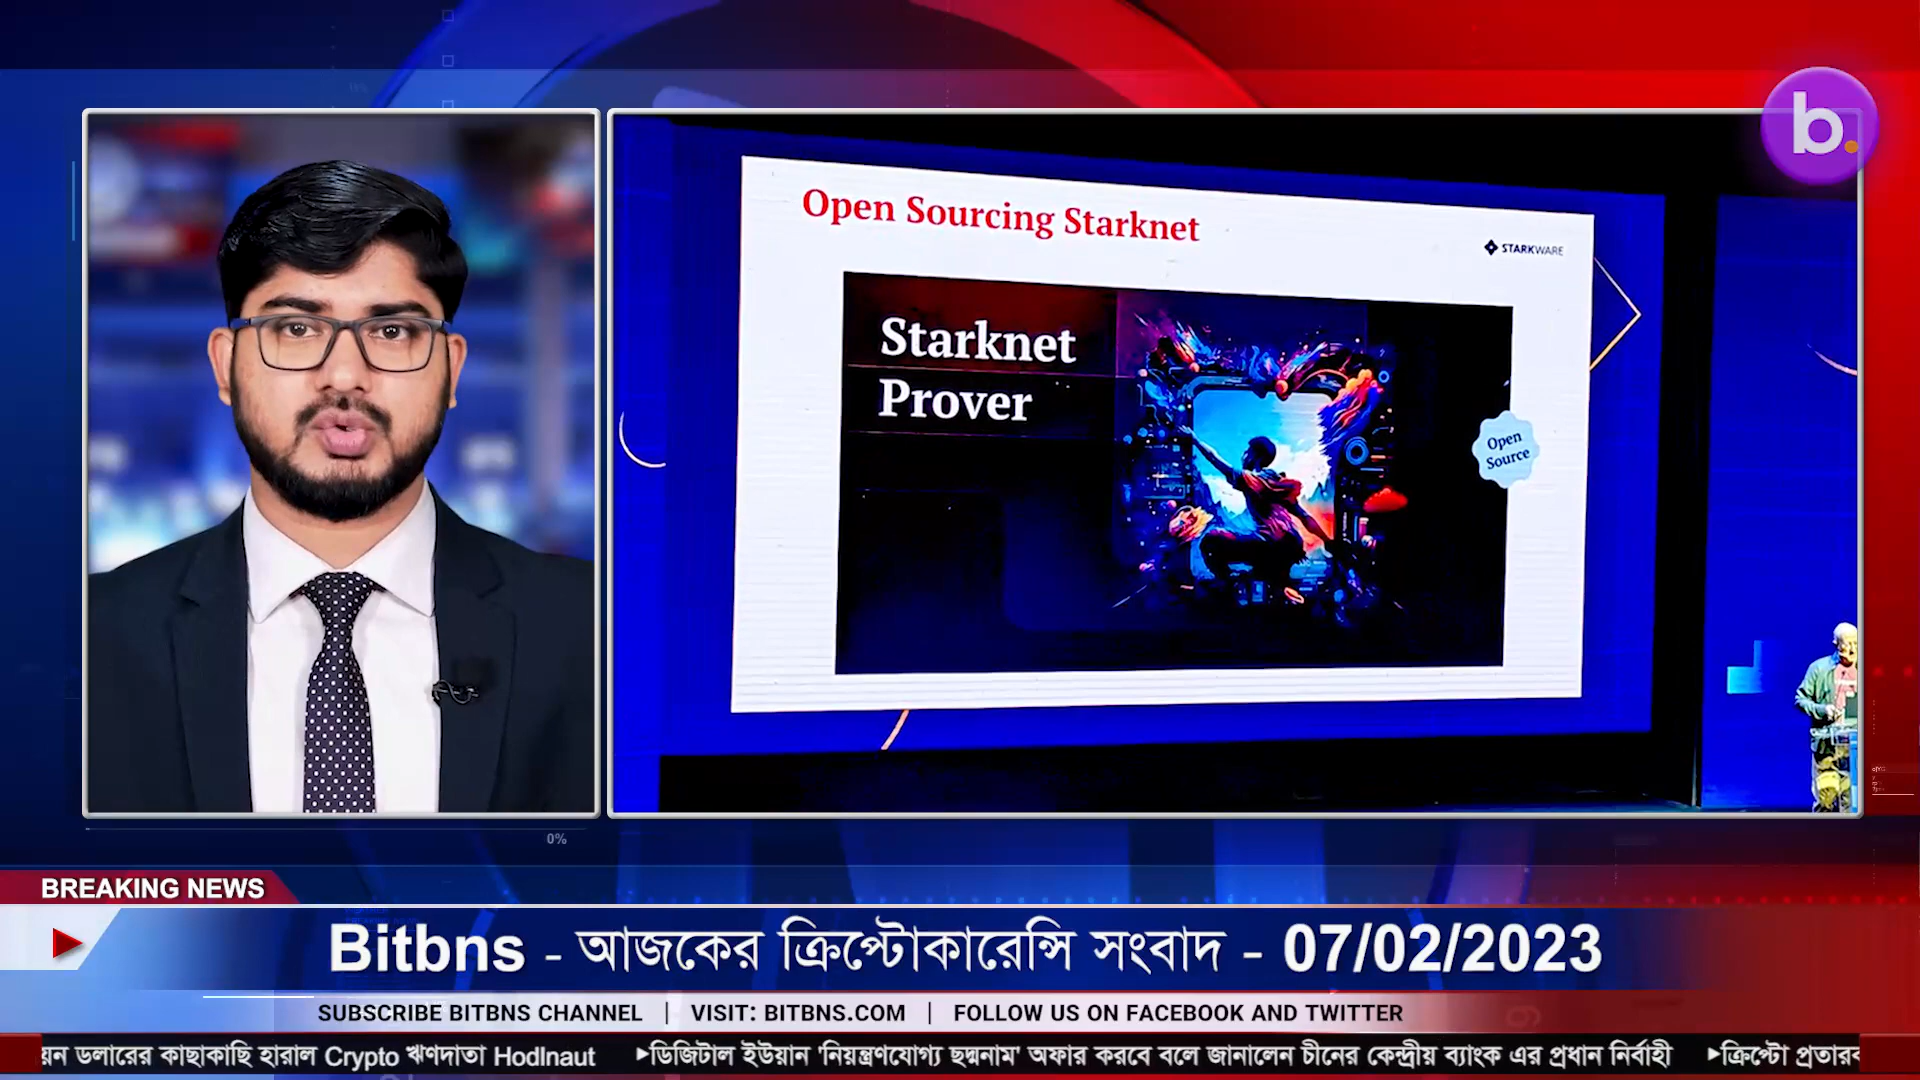 b.
Open Sourcing Starknet
STARKWARE
Starknet
Prover
Open
Source
0%
BREAKING NEWS
Bitbns - আজকের ক্রিপ্টোকারেন্সি সংবাদ - 07/02/2023
SUBSCRIBE BITBNS CHANNEL | VISIT: BITBNS.COM | FOLLOW US ON FACEBOOK AND TWITTER
ডলারের কাছাকাছি হারাল Crypto ঋণদাতা Hodlnaut ▶ডিজিটাল ইউয়ান 'নিয়ন্ত্রণযোগ্য ছদ্মনাম' অফার করবে বলে জানালেন চীনের কেন্দ্রীয় ব্যাংক এর প্রধান নির্বাহী ▶ক্রিপ্টো